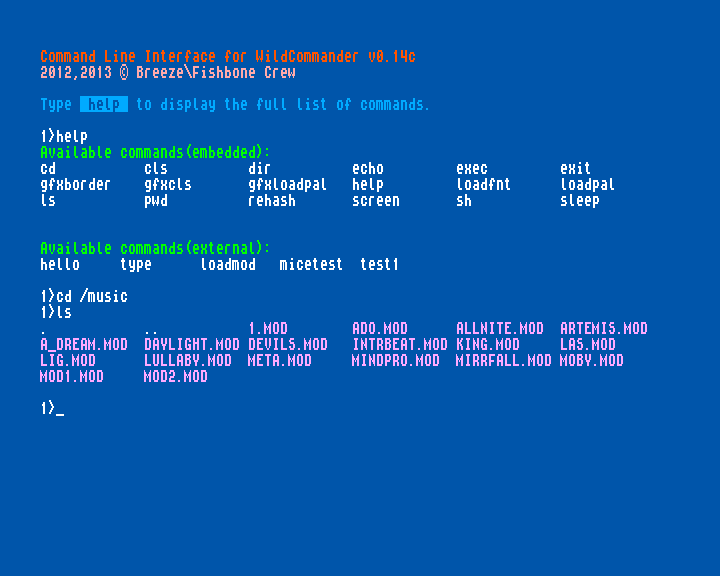 Command Line Interface for WildCommander v0.14c
2012,2013 © Breeze\Fishbone Crew
Type help to display the full list of commands.
1)help
Available commands(embedded):
cd cls dir echo exec exit
gfxborder gfxcls gfxloadpal help loadfnt loadpal
ls pwd rehash screen sh sleep
Available commands(external):
hello type loadmod micetest test1
1)cd /music
1)ls
. .. 1.MOD ADO.MOD ALLNITE.MOD ARTEMIS.MOD
A_DREAM.MOD DAYLIGHT.MOD DEVILS.MOD INTRBEAT.MOD KING.MOD LAS.MOD
LIG.MOD LULLABY.MOD META.MOD MINDPRO.MOD MIRRFALL.MOD MOBY.MOD
MOD1.MOD MOD2.MOD
1)_